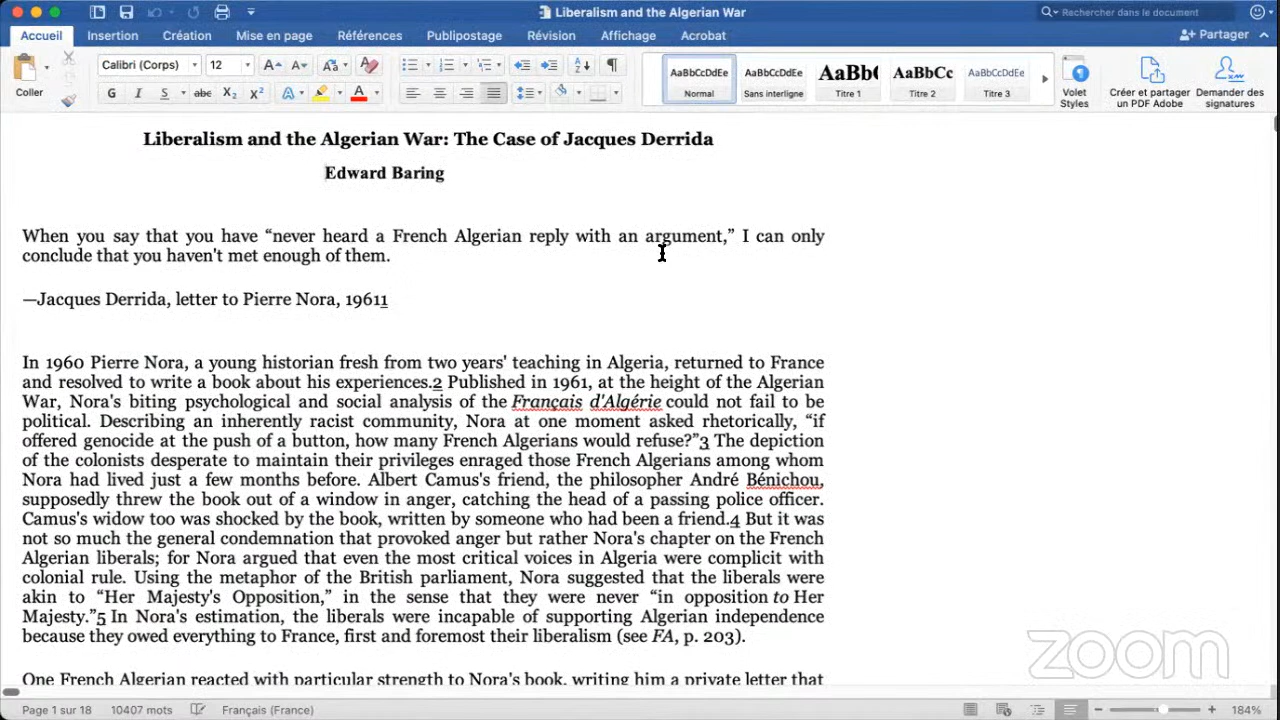 Liberalism and the Algerian War
Rechercher dans le document
Accueil Insertion Création Mise en page Références Publipostage Révision Affichage Acrobat Partager
Calibri (Corps) 12 A A Aa A AaBbCcDdEe AaBbCcDdEe AaBb( AaBbCc AaBbCcDdEe
Coller G I S abc X2 X2 A A Normal Sans interligne Titre 1 Titre 2 Titre 3 Volet Styles Créer et partager un PDF Adobe Demander des signatures
Liberalism and the Algerian War: The Case of Jacques Derrida
Edward Baring
When you say that you have “never heard a French Algerian reply with an argument,” I can only
conclude that you haven't met enough of them.
—Jacques Derrida, letter to Pierre Nora, 19611
In 1960 Pierre Nora, a young historian fresh from two years' teaching in Algeria, returned to France
and resolved to write a book about his experiences.2 Published in 1961, at the height of the Algerian
War, Nora's biting psychological and social analysis of the Français d'Algérie could not fail to be
political. Describing an inherently racist community, Nora at one moment asked rhetorically, “if
offered genocide at the push of a button, how many French Algerians would refuse?”3 The depiction
of the colonists desperate to maintain their privileges enraged those French Algerians among whom
Nora had lived just a few months before. Albert Camus's friend, the philosopher André Bénichou,
supposedly threw the book out of a window in anger, catching the head of a passing police officer.
Camus's widow too was shocked by the book, written by someone who had been a friend.4 But it was
not so much the general condemnation that provoked anger but rather Nora's chapter on the French
Algerian liberals; for Nora argued that even the most critical voices in Algeria were complicit with
colonial rule. Using the metaphor of the British parliament, Nora suggested that the liberals were
akin to “Her Majesty's Opposition,” in the sense that they were never “in opposition to Her
Majesty.”5 In Nora's estimation, the liberals were incapable of supporting Algerian independence
because they owed everything to France, first and foremost their liberalism (see FA, p. 203).
One French Algerian reacted with particular strength to Nora's book, writing him a private letter that
zoom
Page 1 sur 18 10407 mots Français (France) 184%